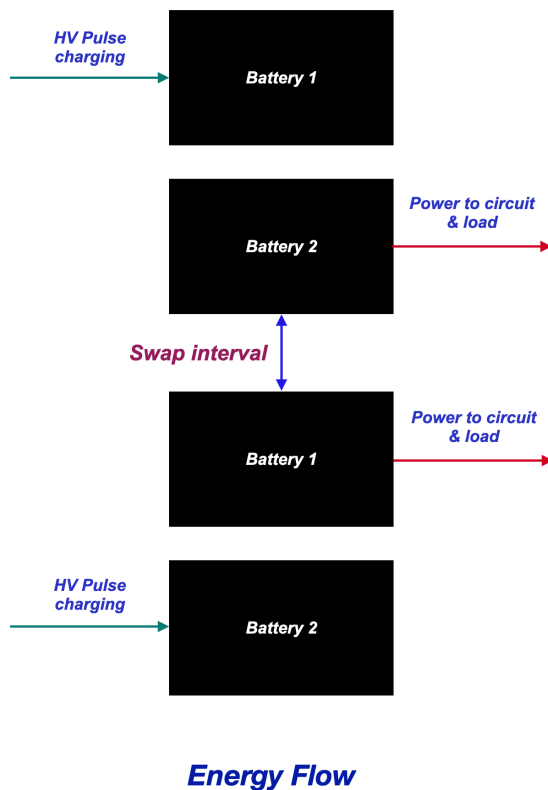 HV Pulse
charging
Battery 1
Power to circuit
& load
Battery 2
Swap interval
Power to circuit
& load
Battery 1
HV Pulse
charging
Battery 2
Energy Flow